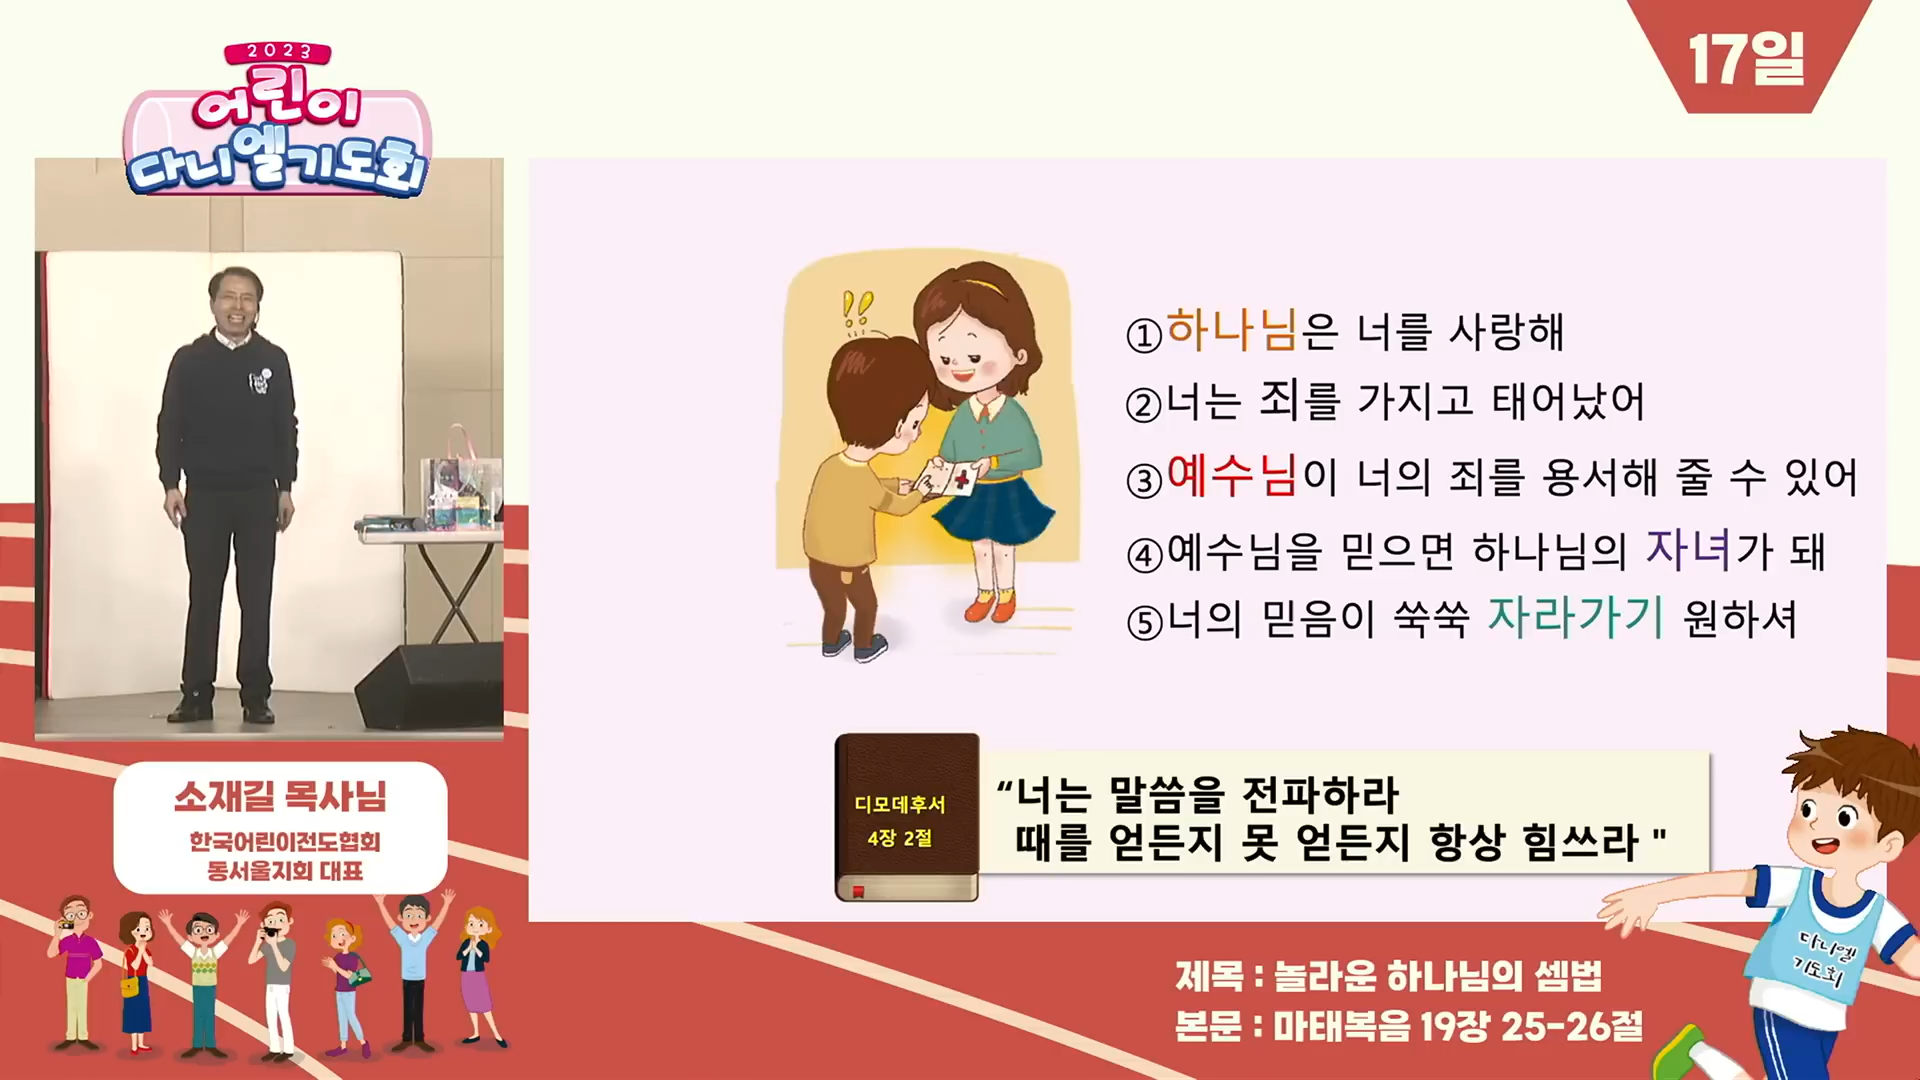 2023
어린이
다니엘기도회
17일
①하나님은 너를 사랑해
②너는 죄를 가지고 태어났어
③예수님이 너의 죄를 용서해 줄 수 있어
④예수님을 믿으면 하나님의 자녀가 돼
⑤너의 믿음이 쑥쑥 자라가기 원하셔
디모데후서
4장 2절
“너는 말씀을 전파하라
때를 얻든지 못 얻든지 항상 힘쓰라 "
소재길 목사님
한국어린이전도협회
동서울지회 대표
다니엘
기도회
제목 : 놀라운 하나님의 셈법
본문 : 마태복음 19장 25-26절